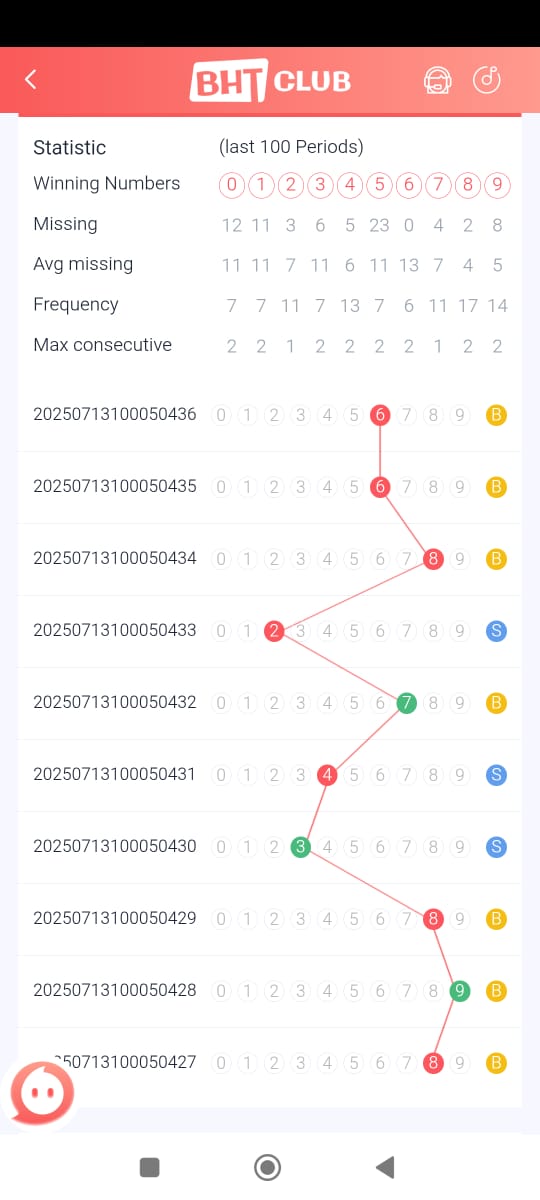 BHT CLUB
Statistic (last 100 Periods)
Winning Numbers 0 1 2 3 4 5 6 7 8 9
Missing 12 11 3 6 5 23 0 4 2 8
Avg missing 11 11 7 11 6 11 13 7 4 5
Frequency 7 7 11 7 13 7 6 11 17 14
Max consecutive 2 2 1 2 2 2 2 1 2 2
20250713100050436 0 1 2 3 4 5 6 7 8 9 B
20250713100050435 0 1 2 3 4 5 6 7 8 9 B
20250713100050434 0 1 2 3 4 5 6 7 8 9 B
20250713100050433 0 1 2 3 4 5 6 7 8 9 S
20250713100050432 0 1 2 3 4 5 6 7 8 9 B
20250713100050431 0 1 2 3 4 5 6 7 8 9 S
20250713100050430 0 1 2 3 4 5 6 7 8 9 S
20250713100050429 0 1 2 3 4 5 6 7 8 9 B
20250713100050428 0 1 2 3 4 5 6 7 8 9 B
250713100050427 0 1 2 3 4 5 6 7 8 9 B